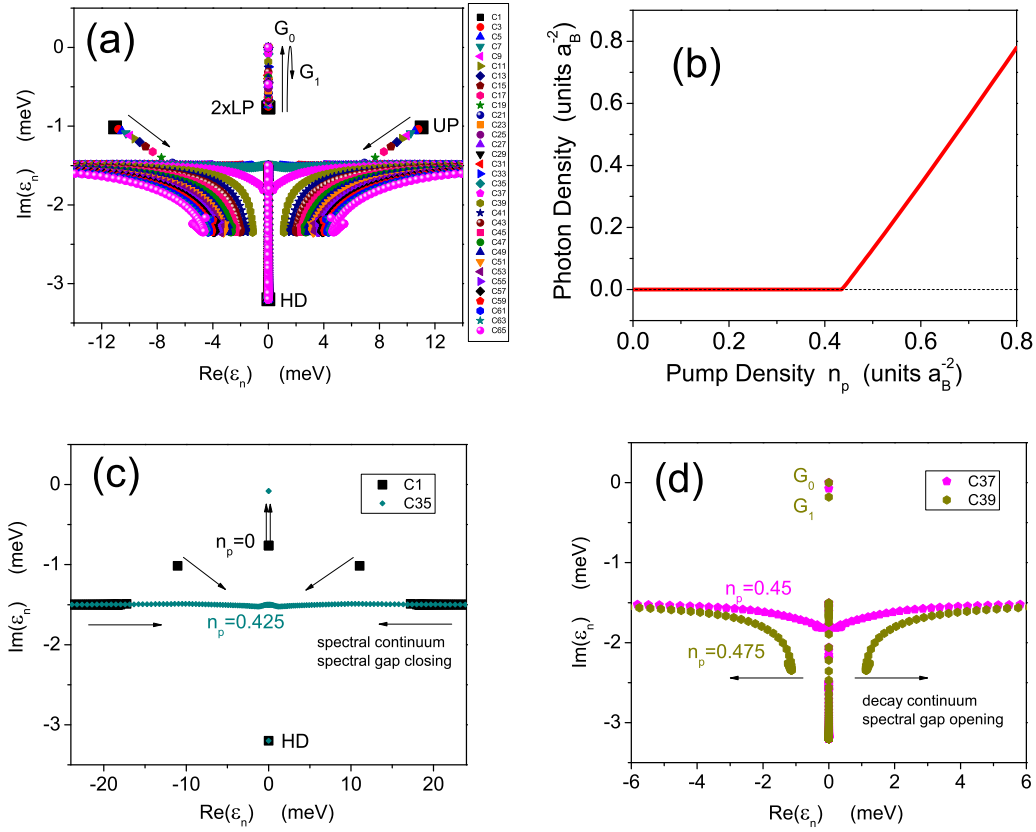 (a)
G0
G1
2xLP
UP
HD
0
-1
-2
-3
Im(εn) (meV)
-12 -8 -4 0 4 8 12
Re(εn) (meV)
C1
C3
C5
C7
C9
C11
C13
C15
C17
C19
C21
C23
C25
C27
C29
C31
C33
C35
C37
C39
C41
C43
C45
C47
C49
C51
C53
C55
C57
C59
C61
C63
C65
(b)
0.8
0.6
0.4
0.2
0.0
Photon Density (units aB-2)
0.0 0.2 0.4 0.6 0.8
Pump Density np (units aB-2)
(c)
C1
C35
np=0
np=0.425
spectral continuum
spectral gap closing
HD
0
-1
-2
-3
Im(εn) (meV)
-20 -10 0 10 20
Re(εn) (meV)
(d)
G0
G1
C37
C39
np=0.45
np=0.475
decay continuum
spectral gap opening
0
-1
-2
-3
Im(εn) (meV)
-6 -4 -2 0 2 4 6
Re(εn) (meV)